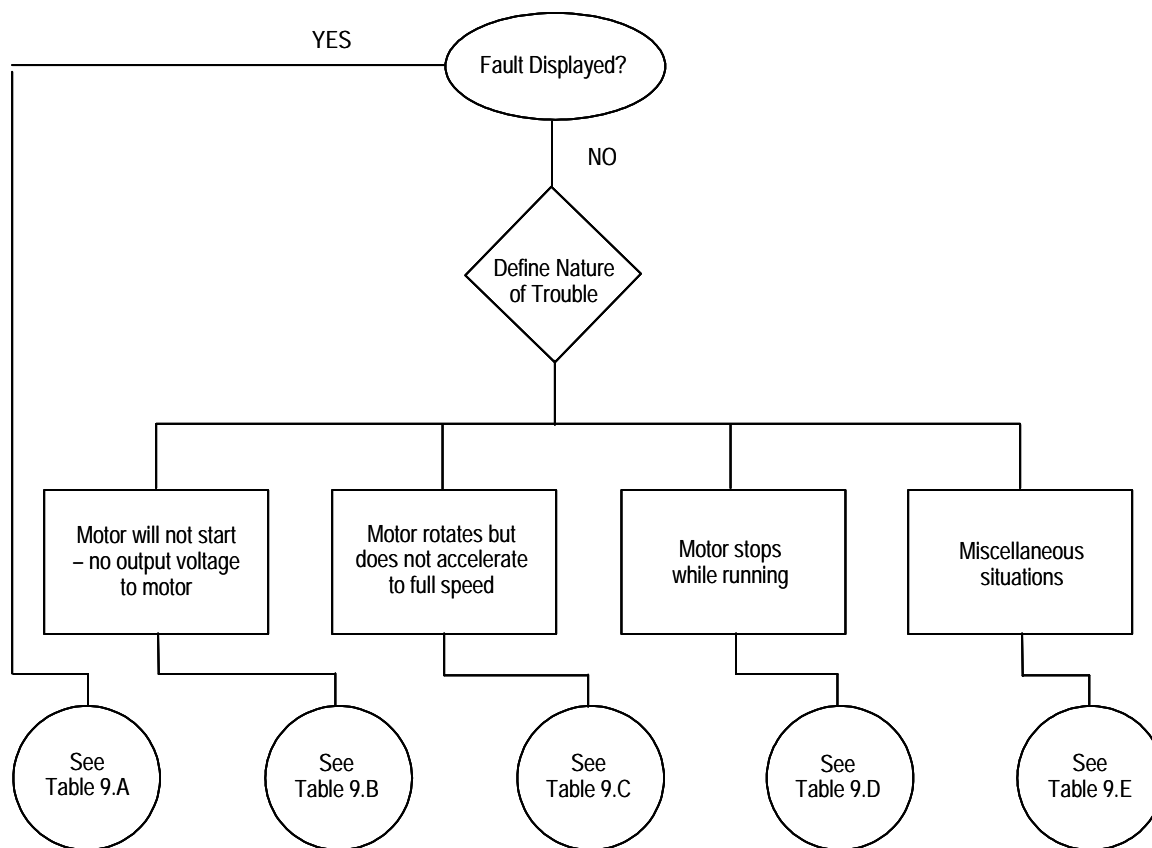 YES
Fault Displayed?
NO
Define Nature
of Trouble
Motor will not start
– no output voltage
to motor
Motor rotates but
does not accelerate
to full speed
Motor stops
while running
Miscellaneous
situations
See
Table 9.A
See
Table 9.B
See
Table 9.C
See
Table 9.D
See
Table 9.E